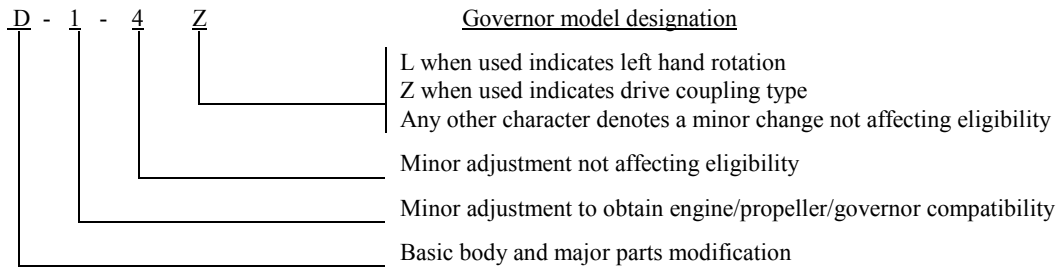 D - 1 - 4 Z Governor model designation
L when used indicates left hand rotation
Z when used indicates drive coupling type
Any other character denotes a minor change not affecting eligibility
Minor adjustment not affecting eligibility
Minor adjustment to obtain engine/propeller/governor compatibility
Basic body and major parts modification